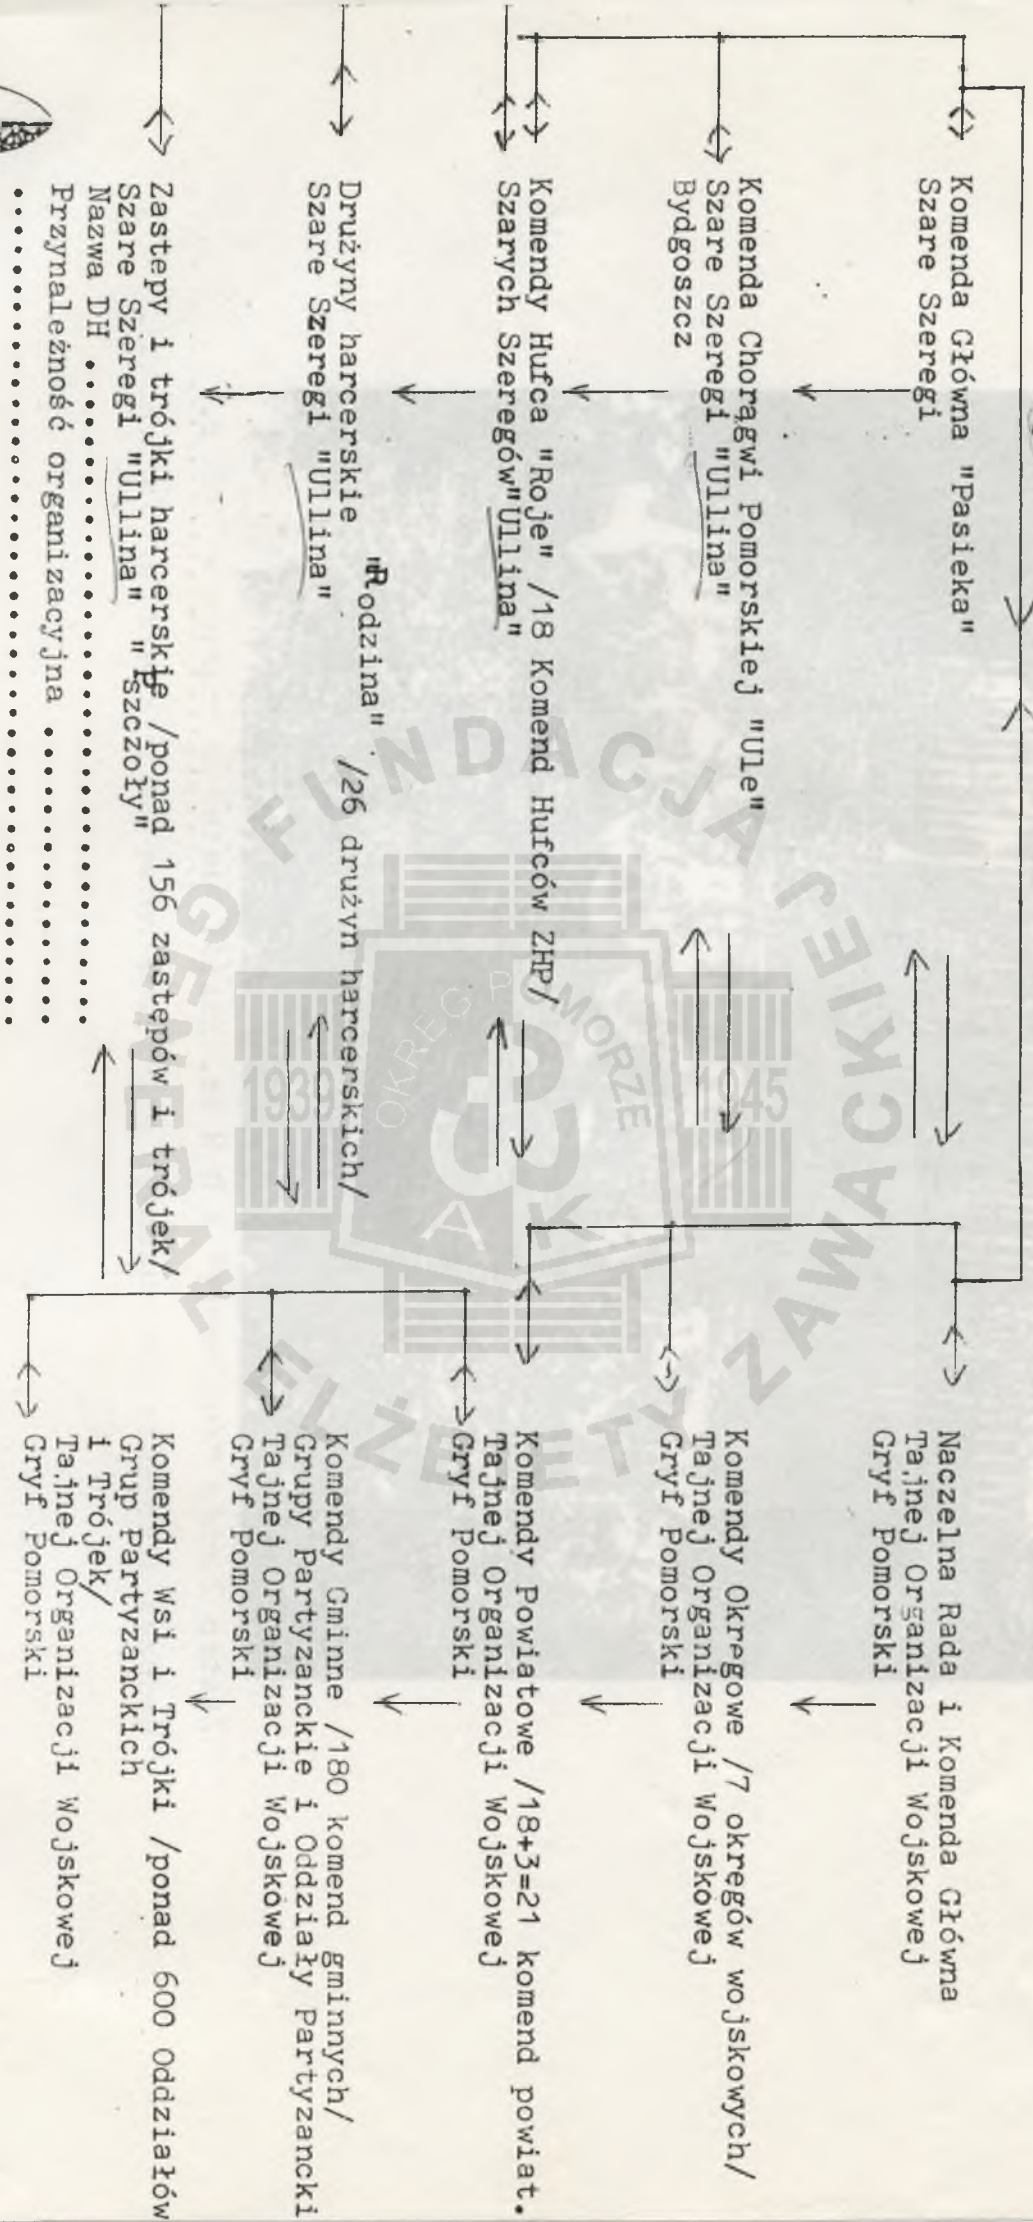 Komenda Główna "Pasieka"
Szare Szeregi
Komenda Chorągwi Pomorskiej "Ule"
Szare Szeregi "Ullina"
Bydgoszcz
Komendy Hufca "Roje" /18 Komend Hufców ZHP/
Szarych Szeregów "Ullina"
Drużyny harcerskie "Rodzina" /26 drużyn harcerskich/
Szare Szeregi "Ullina"
Zastepy i trójki harcerskie /ponad 156 zastępów i trójek/
Szare Szeregi "Ullina" "Pszczoły"
Nazwa DH ..............................
Przynależność organizacyjna ...............
..............................................
Naczelna Rada i Komenda Główna
Tajnej Organizacji Wojskowej
Gryf Pomorski
Komendy Okręgowe /7 okręgów wojskowych/
Tajnej Organizacji Wojskowej
Gryf Pomorski
Komendy Powiatowe /18+3=21 komend powiat.
Tajnej Organizacji Wojskowej
Gryf Pomorski
Komendy Gminne /180 komend gminnych/
Grupy Partyzanckie i Oddziały Partyzancki
Tajnej Organizacji Wojskowej
Gryf Pomorski
Komendy Wsi i Trójki /ponad 600 Oddziałów
Grup Partyzanckich
i Trójek/
Tajnej Organizacji Wojskowej
Gryf Pomorski
FUNDACJA GENERAŁ ELŻBIETY ZAWACKIEJ
OKRĘG POMORZE
1939
1945
AK